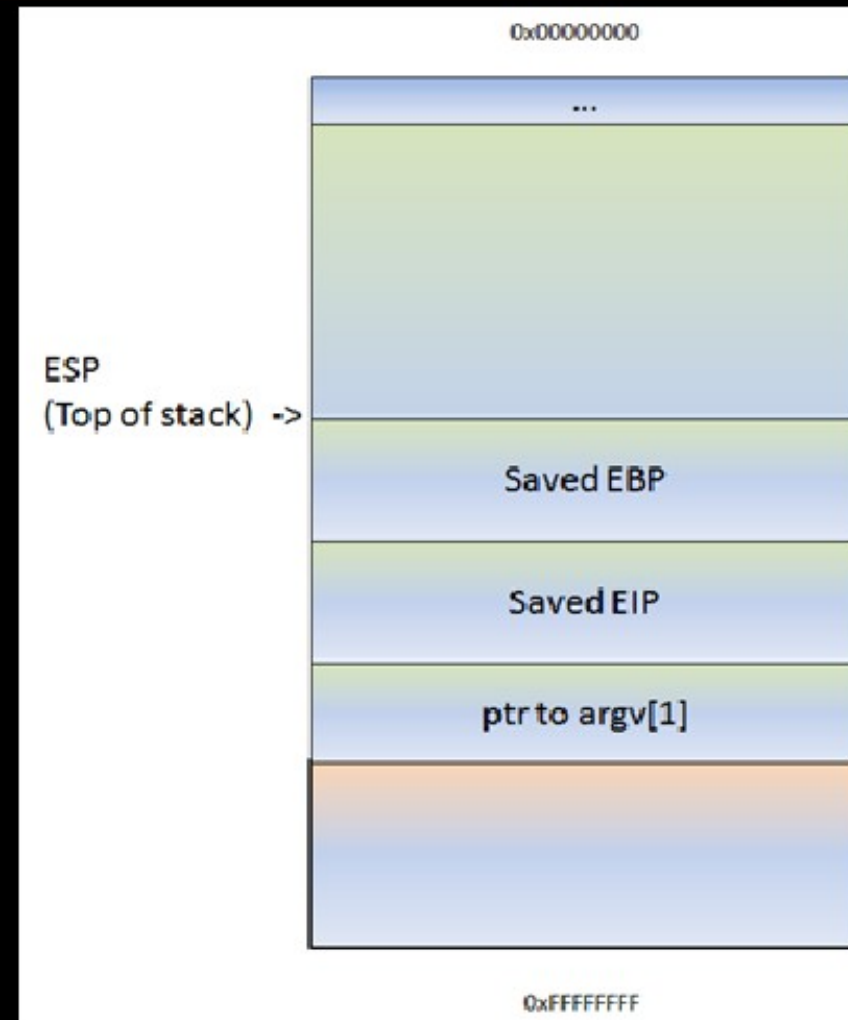 0x00000000
...
ESP
(Top of stack) ->
Saved EBP
Saved EIP
ptr to argv[1]
0xFFFFFFFF